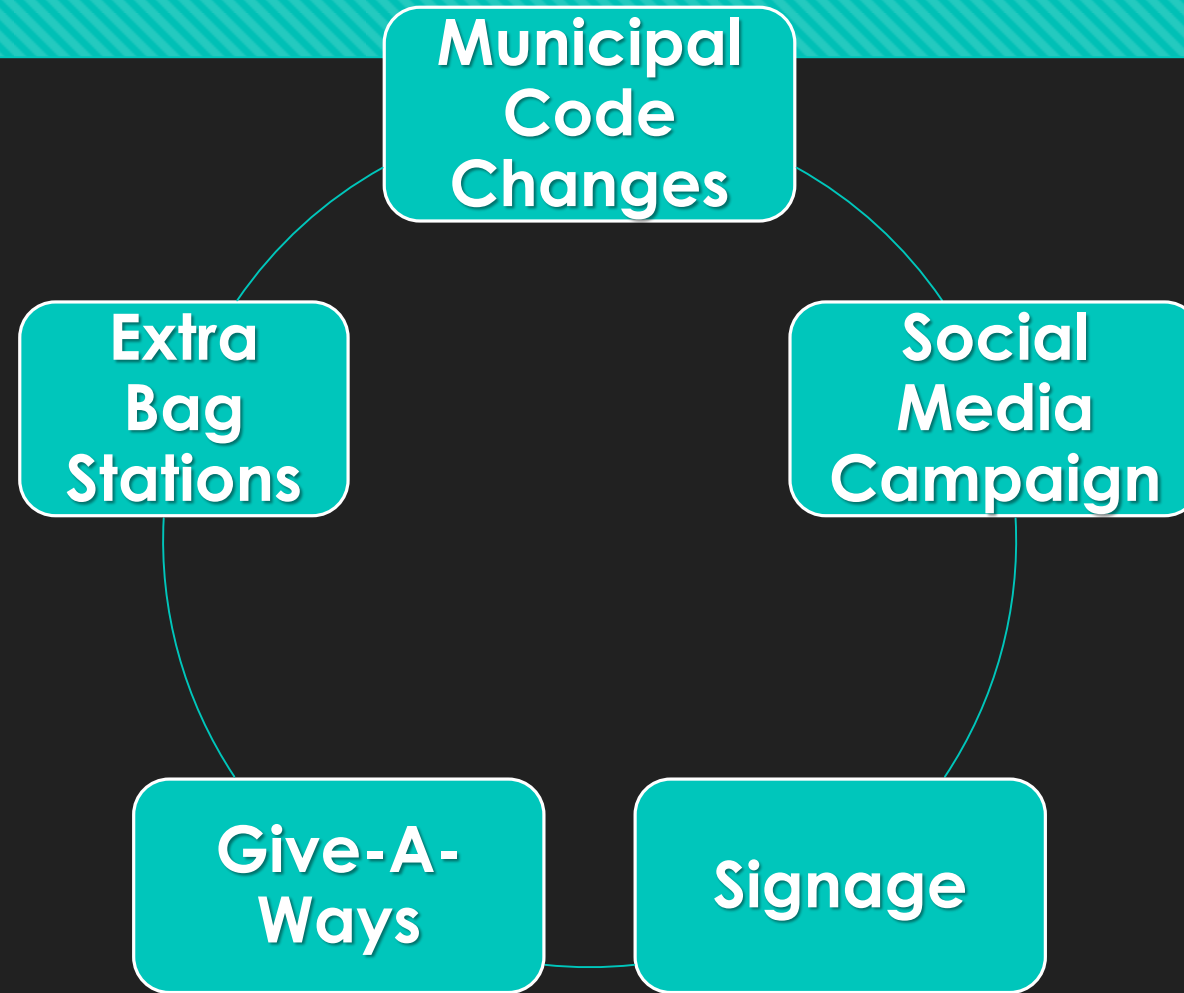 Municipal
Code
Changes
Extra
Bag
Stations
Social
Media
Campaign
Give-A-
Ways
Signage